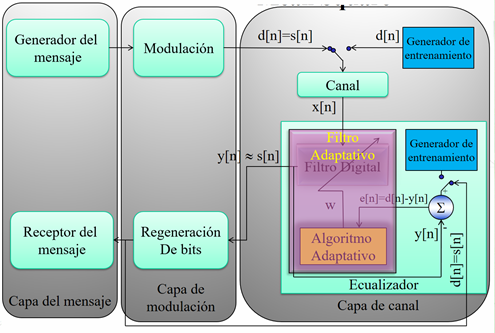 Generador del
mensaje
Modulación
d[n]=s[n]
d[n]
Generador de
entrenamiento
Canal
x[n]
y[n] ≈ s[n]
Filtro
Adaptativo
Filtro Digital
Generador de
entrenamiento
W
e[n]=d[n]-y[n]
Σ
+
-
y[n]
d[n]=s[n]
Algoritmo
Adaptativo
Ecualizador
Receptor del
mensaje
Regeneración
De bits
Capa del mensaje
Capa de
modulación
Capa de canal